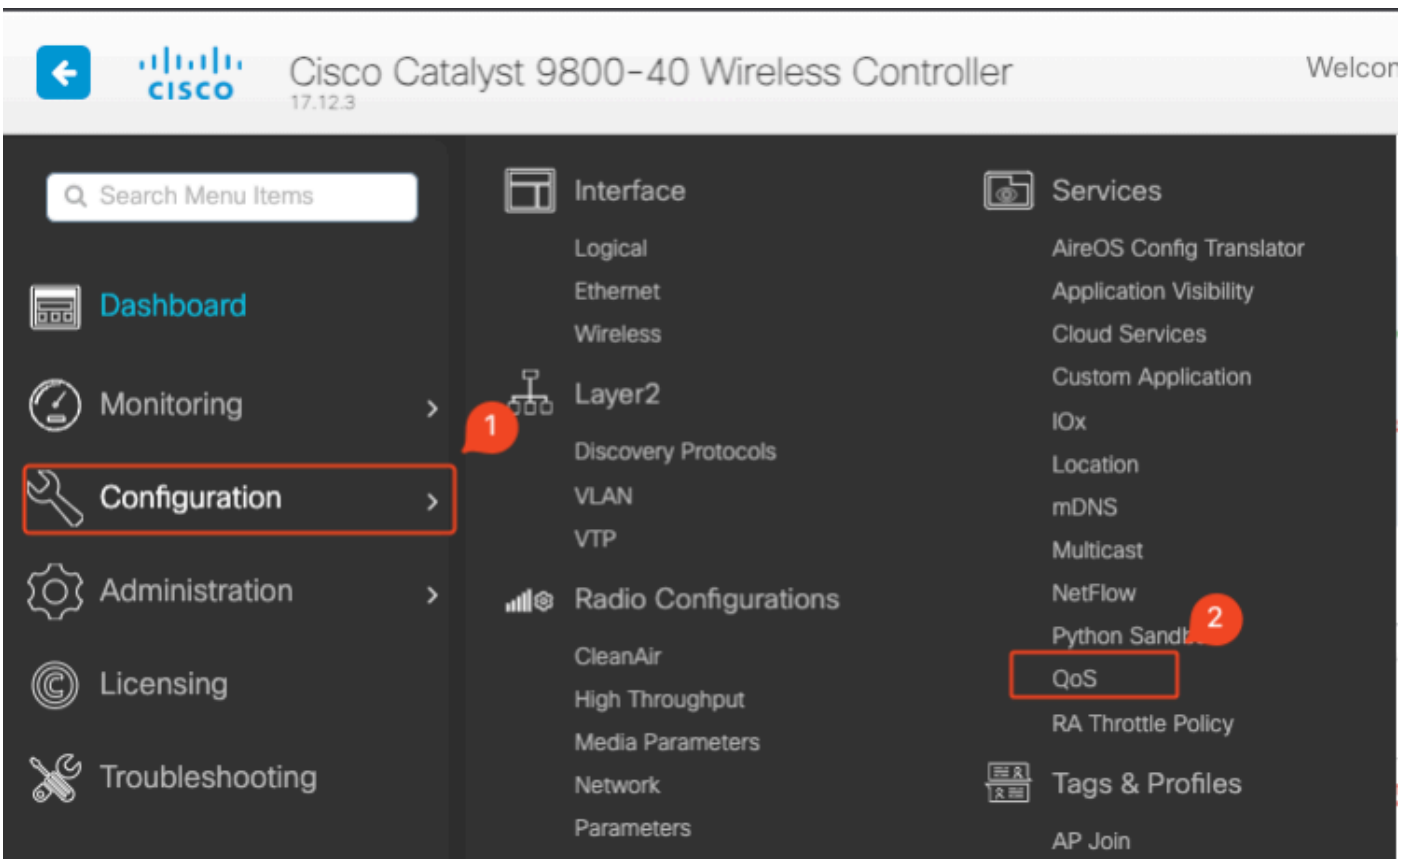 CISCO
Cisco Catalyst 9800-40 Wireless Controller
17.12.3
Search Menu Items
Dashboard
Monitoring
Configuration
Administration
Licensing
Troubleshooting
1
Interface
Logical
Ethernet
Wireless
Layer2
Discovery Protocols
VLAN
VTP
Radio Configurations
CleanAir
High Throughput
Media Parameters
Network
Parameters
Services
AireOS Config Translator
Application Visibility
Cloud Services
Custom Application
IOx
Location
mDNS
Multicast
NetFlow
Python
2
QoS
RA Throttle Policy
Tags & Profiles
AP Join